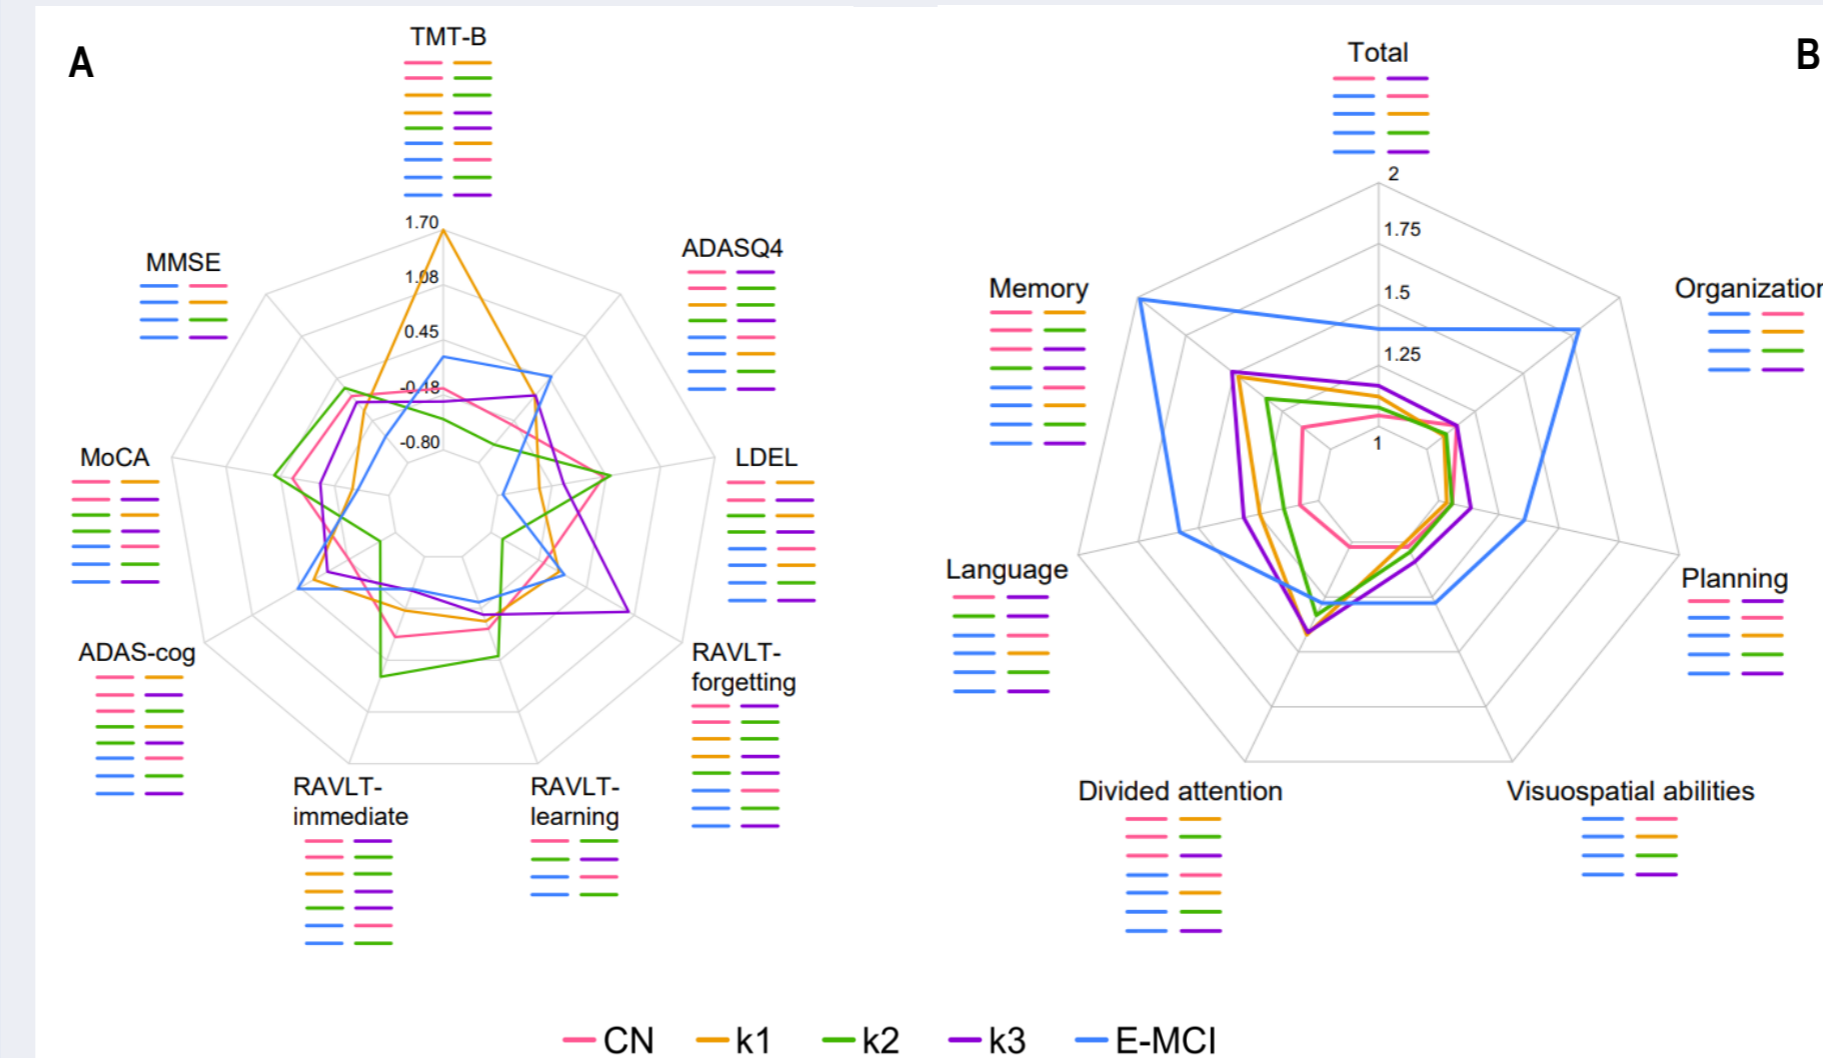 A
TMT-B
1.70
1.08
0.45
-0.18
-0.80
MMSE
ADASQ4
MoCA
LDEL
ADAS-cog
RAVLT-
forgetting
RAVLT-
immediate
RAVLT-
learning
B
Total
2
1.75
1.5
1.25
1
Memory
Organization
Language
Planning
Divided attention
Visuospatial abilities
CN k1 k2 k3 E-MCI